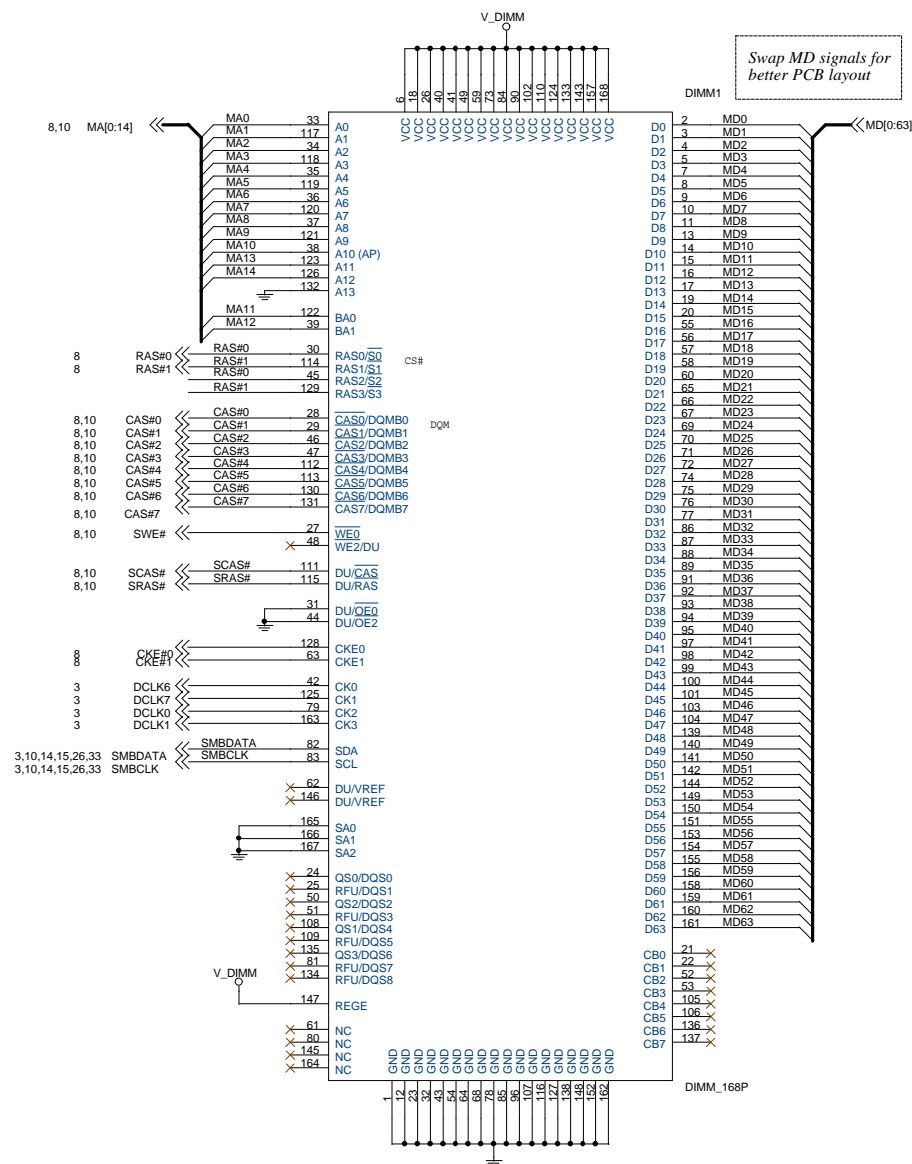 V_DIMM
Swap MD signals for
better PCB layout
DIMM1
6 18 26 40 41 49 59 73 84 90 102 110 124 133 143 157 168
VCC VCC VCC VCC VCC VCC VCC VCC VCC VCC VCC VCC VCC VCC VCC VCC VCC
8,10 MA[0:14]
MD[0:63]
MA0 33 A0
MA1 117 A1
MA2 34 A2
MA3 118 A3
MA4 35 A4
MA5 119 A5
MA6 36 A6
MA7 120 A7
MA8 37 A8
MA9 121 A9
MA10 38 A10 (AP)
MA13 123 A11
MA14 126 A12
132 A13
MA11 122 BA0
MA12 39 BA1
8 RAS#0 RAS#0 30 RAS0/S0
CS#
8 RAS#1 RAS#1 114 RAS1/S1
RAS#0 45 RAS2/S2
RAS#1 129 RAS3/S3
8,10 CAS#0 CAS#0 28 CAS0/DQMB0
DQM
8,10 CAS#1 CAS#1 29 CAS1/DQMB1
8,10 CAS#2 CAS#2 46 CAS2/DQMB2
8,10 CAS#3 CAS#3 47 CAS3/DQMB3
8,10 CAS#4 CAS#4 112 CAS4/DQMB4
8,10 CAS#5 CAS#5 113 CAS5/DQMB5
8,10 CAS#6 CAS#6 130 CAS6/DQMB6
8,10 CAS#7 CAS#7 131 CAS7/DQMB7
8,10 SWE# 27 WE0
48 WE2/DU
8,10 SCAS# SCAS# 111 DU/CAS
8,10 SRAS# SRAS# 115 DU/RAS
31 DU/OE0
44 DU/OE2
8 CKE#0 128 CKE0
8 CKE#1 63 CKE1
3 DCLK6 42 CK0
3 DCLK7 125 CK1
3 DCLK0 79 CK2
3 DCLK1 163 CK3
3,10,14,15,26,33 SMBDATA SMBDATA 82 SDA
3,10,14,15,26,33 SMBCLK SMBCLK 83 SCL
62 DU/VREF
146 DU/VREF
165 SA0
166 SA1
167 SA2
24 QS0/DQS0
25 RFU/DQS1
50 QS2/DQS2
51 RFU/DQS3
108 QS1/DQS4
109 RFU/DQS5
135 QS3/DQS6
81 RFU/DQS7
134 RFU/DQS8
V_DIMM
147 REGE
61 NC
80 NC
145 NC
164 NC
D0 2 MD0
D1 3 MD1
D2 4 MD2
D3 5 MD3
D4 7 MD4
D5 8 MD5
D6 9 MD6
D7 10 MD7
D8 11 MD8
D9 13 MD9
D10 14 MD10
D11 15 MD11
D12 16 MD12
D13 17 MD13
D14 19 MD14
D15 20 MD15
D16 55 MD16
D17 56 MD17
D18 57 MD18
D19 58 MD19
D20 60 MD20
D21 65 MD21
D22 66 MD22
D23 67 MD23
D24 69 MD24
D25 70 MD25
D26 71 MD26
D27 72 MD27
D28 74 MD28
D29 75 MD29
D30 76 MD30
D31 77 MD31
D32 86 MD32
D33 87 MD33
D34 88 MD34
D35 89 MD35
D36 91 MD36
D37 92 MD37
D38 93 MD38
D39 94 MD39
D40 95 MD40
D41 97 MD41
D42 98 MD42
D43 99 MD43
D44 100 MD44
D45 101 MD45
D46 103 MD46
D47 104 MD47
D48 139 MD48
D49 140 MD49
D50 141 MD50
D51 142 MD51
D52 144 MD52
D53 149 MD53
D54 150 MD54
D55 151 MD55
D56 153 MD56
D57 154 MD57
D58 155 MD58
D59 156 MD59
D60 158 MD60
D61 159 MD61
D62 160 MD62
D63 161 MD63
CB0 21
CB1 22
CB2 52
CB3 53
CB4 105
CB5 106
CB6 136
CB7 137
GND GND GND GND GND GND GND GND GND GND GND GND GND GND GND GND GND GND
DIMM_168P
1 12 23 32 43 54 64 68 78 85 96 107 116 127 138 148 152 162